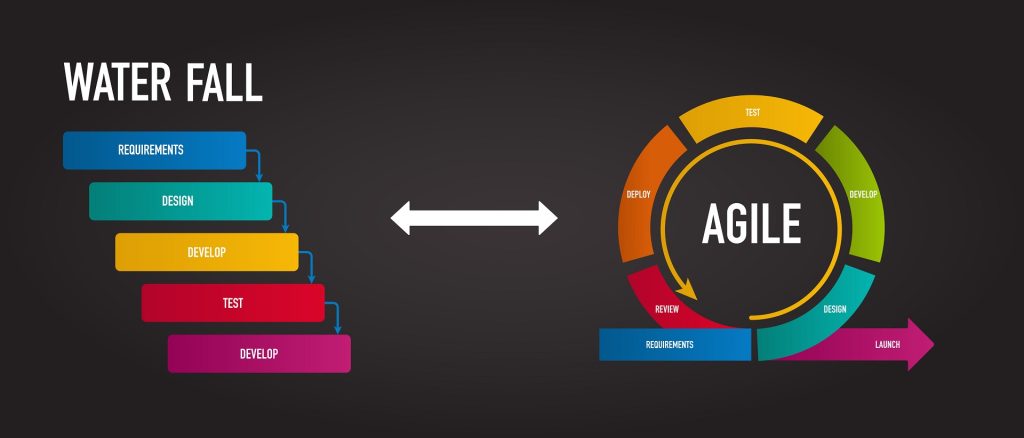 WATER FALL
REQUIREMENTS
DESIGN
DEVELOP
TEST
DEVELOP
TEST
DEPLOY
DEVELOP
AGILE
REVIEW
DESIGN
REQUIREMENTS
LAUNCH